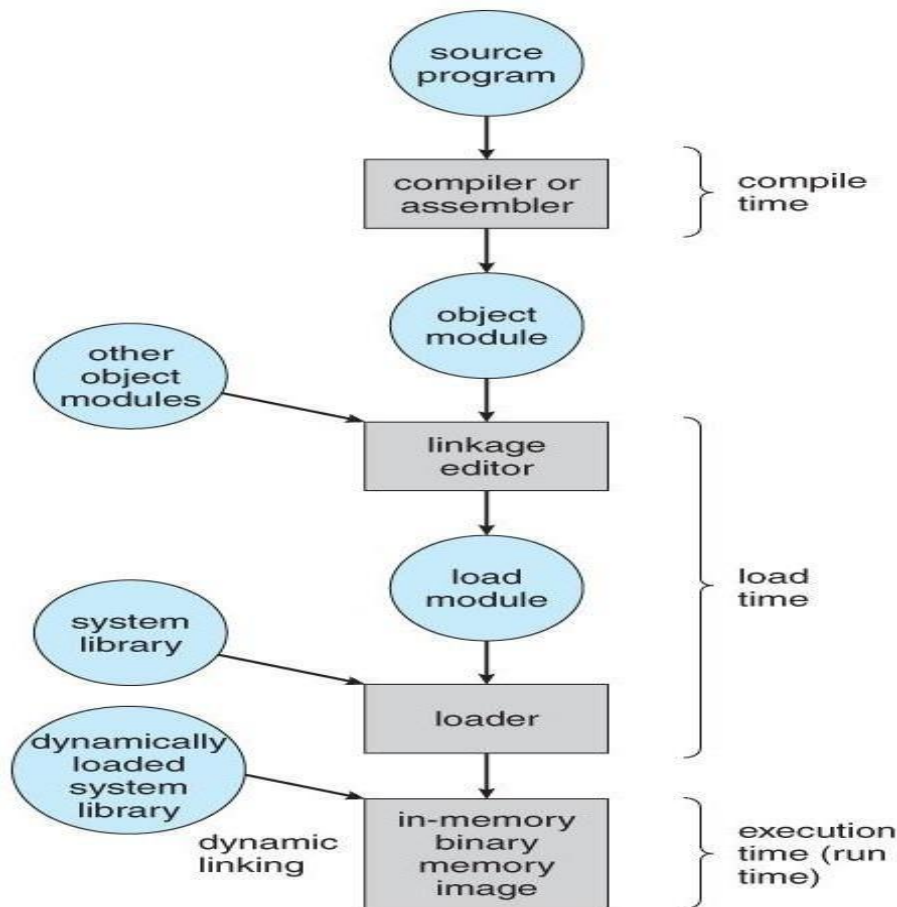 source
program
compiler or
assembler
compile
time
object
module
other
object
modules
linkage
editor
load
module
load
time
system
library
loader
dynamically
loaded
system
library
dynamic
linking
in-memory
binary
memory
image
execution
time (run
time)